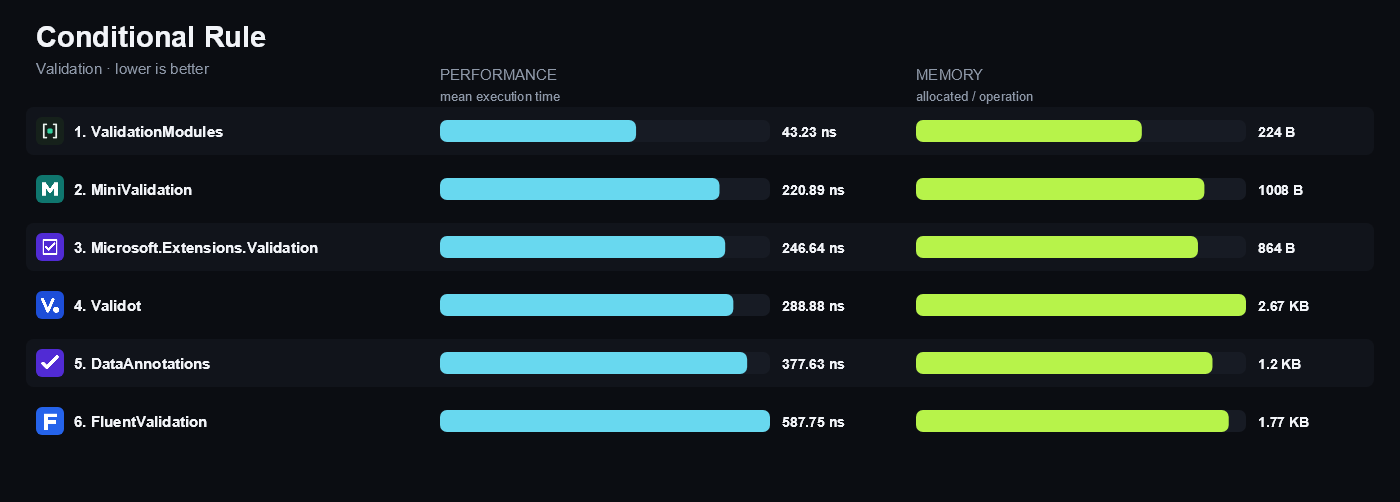 Conditional Rule
Validation · lower is better
PERFORMANCE
mean execution time
MEMORY
allocated / operation
1. ValidationModules 43.23 ns 224 B
M 2. MiniValidation 220.89 ns 1008 B
3. Microsoft.Extensions.Validation 246.64 ns 864 B
V. 4. Validot 288.88 ns 2.67 KB
5. DataAnnotations 377.63 ns 1.2 KB
F 6. FluentValidation 587.75 ns 1.77 KB